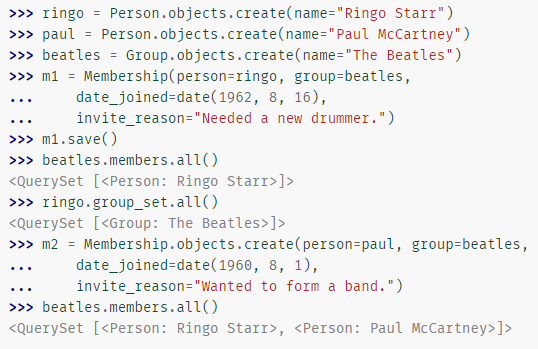 >>> ringo = Person.objects.create(name="Ringo Starr")
>>> paul = Person.objects.create(name="Paul McCartney")
>>> beatles = Group.objects.create(name="The Beatles")
>>> m1 = Membership(person=ringo, group=beatles,
...     date_joined=date(1962, 8, 16),
...     invite_reason="Needed a new drummer.")
>>> m1.save()
>>> beatles.members.all()
<QuerySet [<Person: Ringo Starr>]>
>>> ringo.group_set.all()
<QuerySet [<Group: The Beatles>]>
>>> m2 = Membership.objects.create(person=paul, group=beatles,
...     date_joined=date(1960, 8, 1),
...     invite_reason="Wanted to form a band.")
>>> beatles.members.all()
<QuerySet [<Person: Ringo Starr>, <Person: Paul McCartney>]>